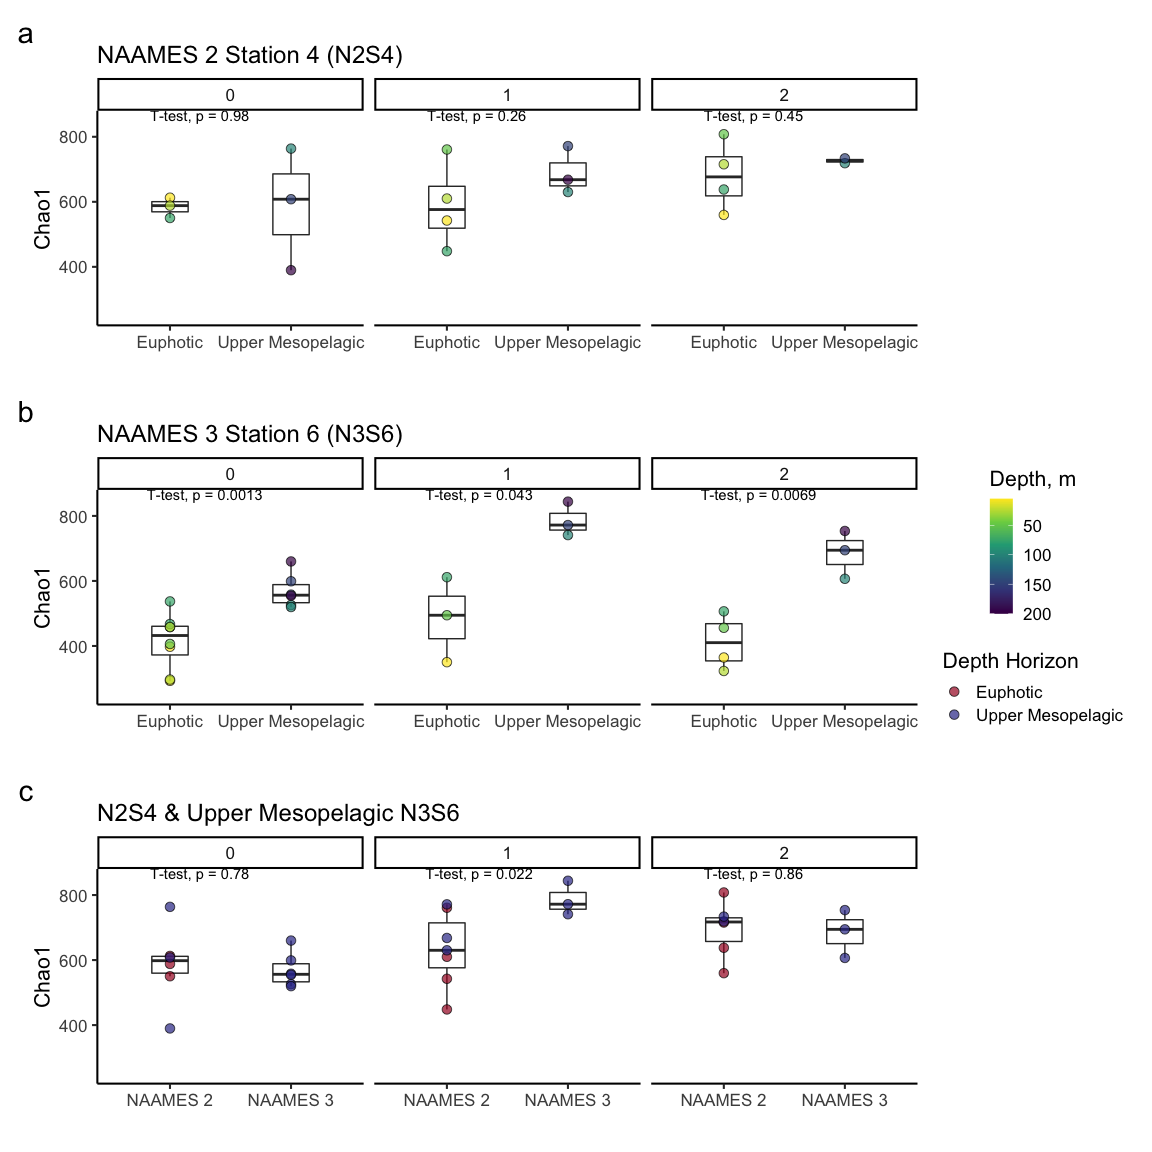 a
NAAMES 2 Station 4 (N2S4)
0 1 2
T-test, p = 0.98 T-test, p = 0.26 T-test, p = 0.45
800
600
400
Chao1
Euphotic Upper Mesopelagic Euphotic Upper Mesopelagic Euphotic Upper Mesopelagic
b
NAAMES 3 Station 6 (N3S6)
0 1 2
T-test, p = 0.0013 T-test, p = 0.043 T-test, p = 0.0069
800
600
400
Chao1
Euphotic Upper Mesopelagic Euphotic Upper Mesopelagic Euphotic Upper Mesopelagic
Depth, m
50
100
150
200
Depth Horizon
Euphotic
Upper Mesopelagic
c
N2S4 & Upper Mesopelagic N3S6
0 1 2
T-test, p = 0.78 T-test, p = 0.022 T-test, p = 0.86
800
600
400
Chao1
NAAMES 2 NAAMES 3 NAAMES 2 NAAMES 3 NAAMES 2 NAAMES 3